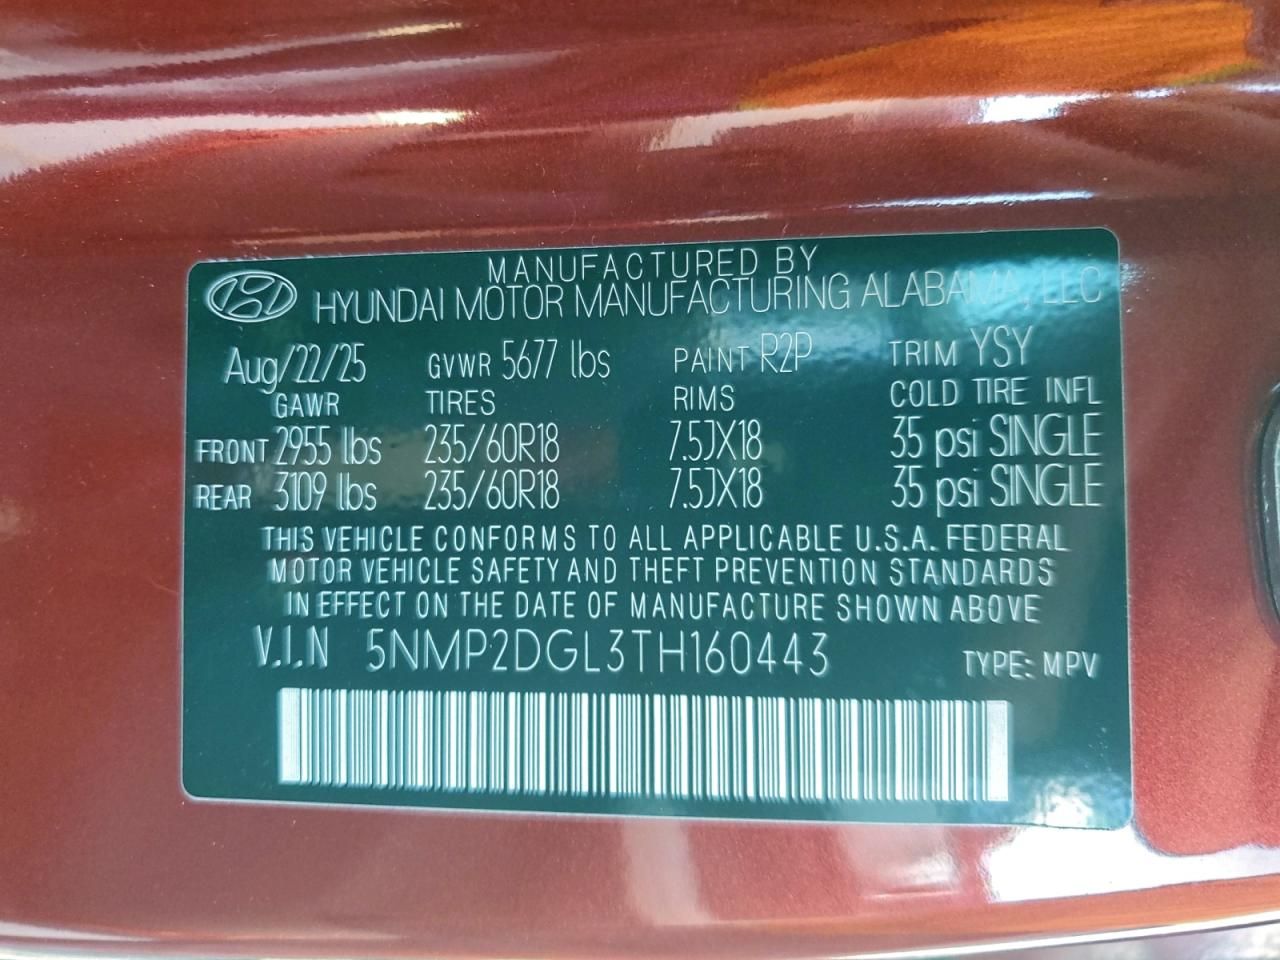 MANUFACTURED BY
HYUNDAI MOTOR MANUFACTURING ALABAMA, LLC
Aug/22/25 GVWR 5677 lbs PAINT R2P TRIM YSY
GAWR TIRES RIMS COLD TIRE INFL
FRONT 2955 lbs 235/60R18 7.5JX18 35 psi SINGLE
REAR 3109 lbs 235/60R18 7.5JX18 35 psi SINGLE
THIS VEHICLE CONFORMS TO ALL APPLICABLE U.S.A. FEDERAL
MOTOR VEHICLE SAFETY AND THEFT PREVENTION STANDARDS
IN EFFECT ON THE DATE OF MANUFACTURE SHOWN ABOVE
V.I.N 5NMP2DGL3TH160443 TYPE: MPV